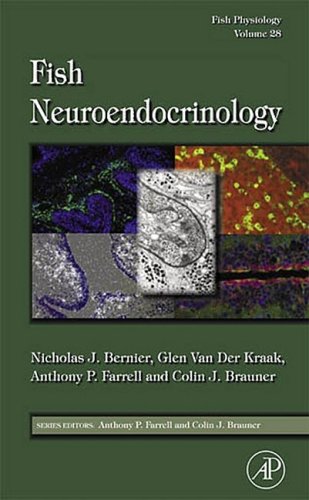 Fish Physiology
Volume 28
Fish
Neuroendocrinology
Nicholas J. Bernier, Glen Van Der Kraak,
Anthony P. Farrell and Colin J. Brauner
SERIES EDITORS: Anthony P. Farrell and Colin J. Brauner
AP